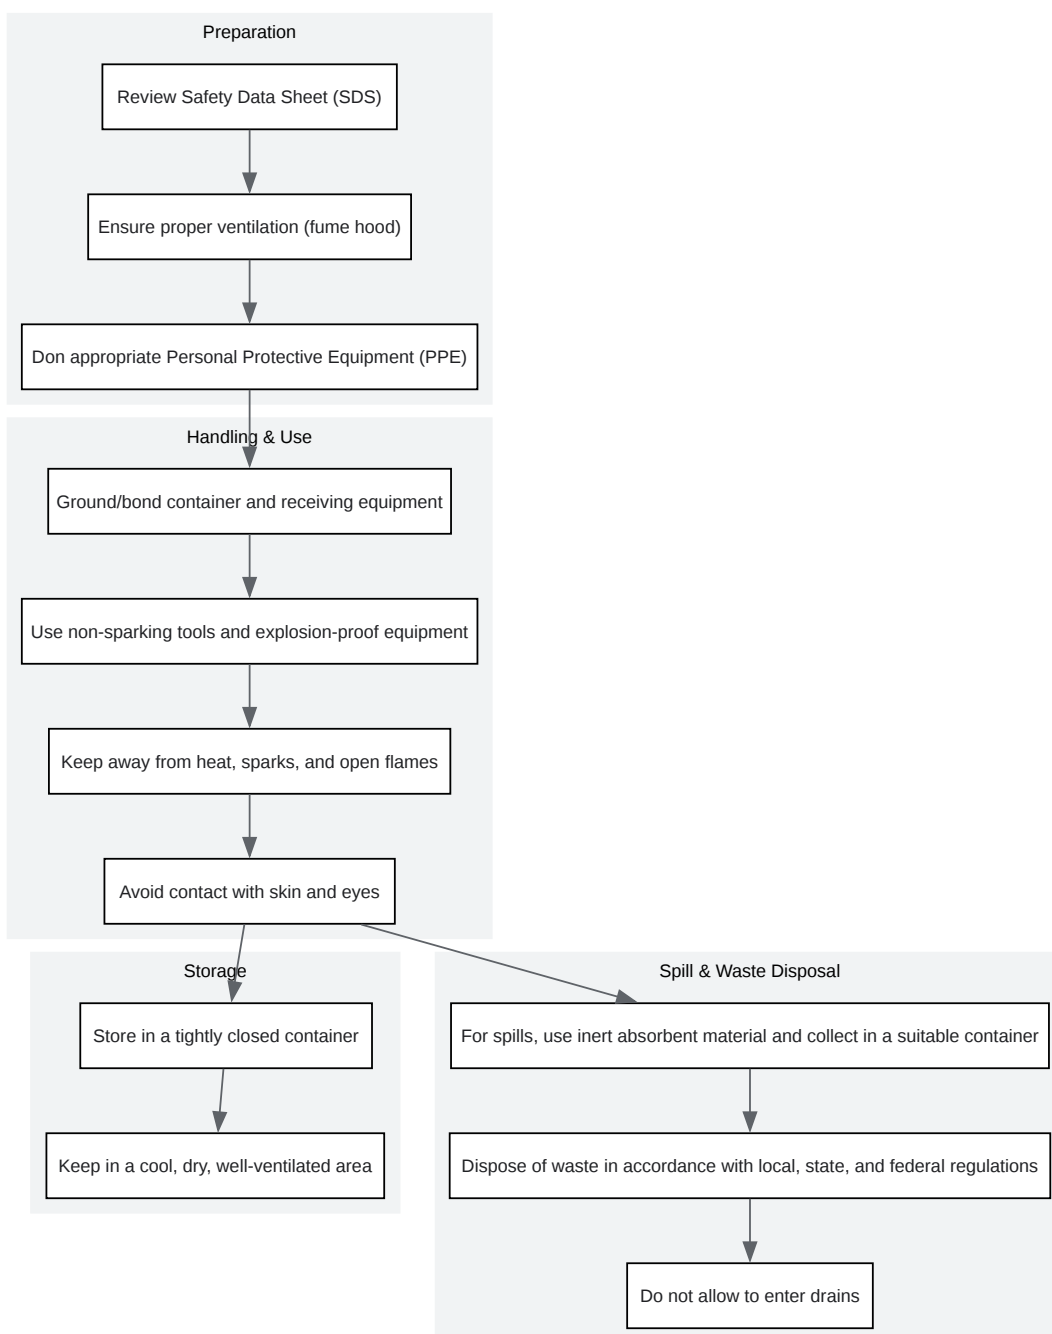 Preparation
Review Safety Data Sheet (SDS)
Ensure proper ventilation (fume hood)
Don appropriate Personal Protective Equipment (PPE)
Handling & Use
Ground/bond container and receiving equipment
Use non-sparking tools and explosion-proof equipment
Keep away from heat, sparks, and open flames
Avoid contact with skin and eyes
Storage
Store in a tightly closed container
Keep in a cool, dry, well-ventilated area
Spill & Waste Disposal
For spills, use inert absorbent material and collect in a suitable container
Dispose of waste in accordance with local, state, and federal regulations
Do not allow to enter drains